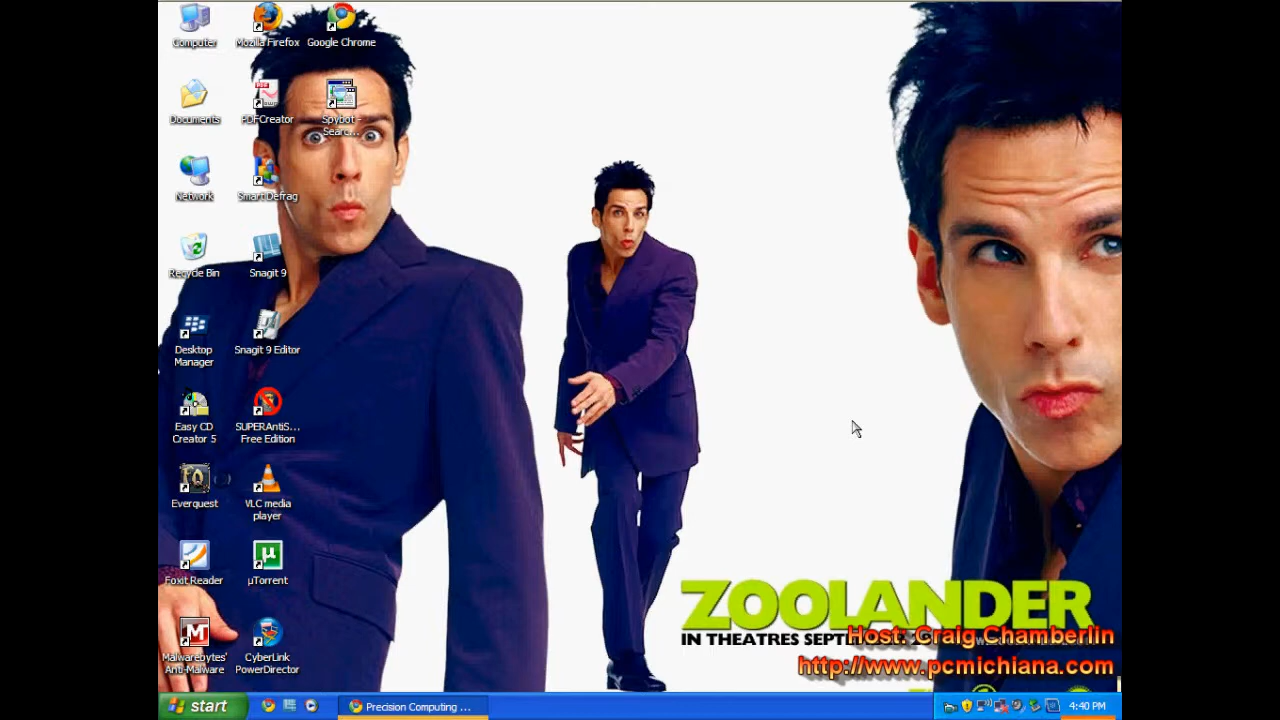 Computer
Mozilla Firefox
Google Chrome
Documents
PDFCreator
Spybot -
Searc...
Network
Smart Defrag
Recycle Bin
Snagit 9
Desktop
Manager
Snagit 9 Editor
Easy CD
Creator 5
SUPERAntiS...
Free Edition
Everquest
VLC media
player
Foxit Reader
µTorrent
Malwarebytes'
Anti-Malware
CyberLink
PowerDirector
ZOOLANDER
IN THEATRES
Host: Craig Chamberlin
http://www.pcmichiana.com
start
Precision Computing ...
4:40 PM